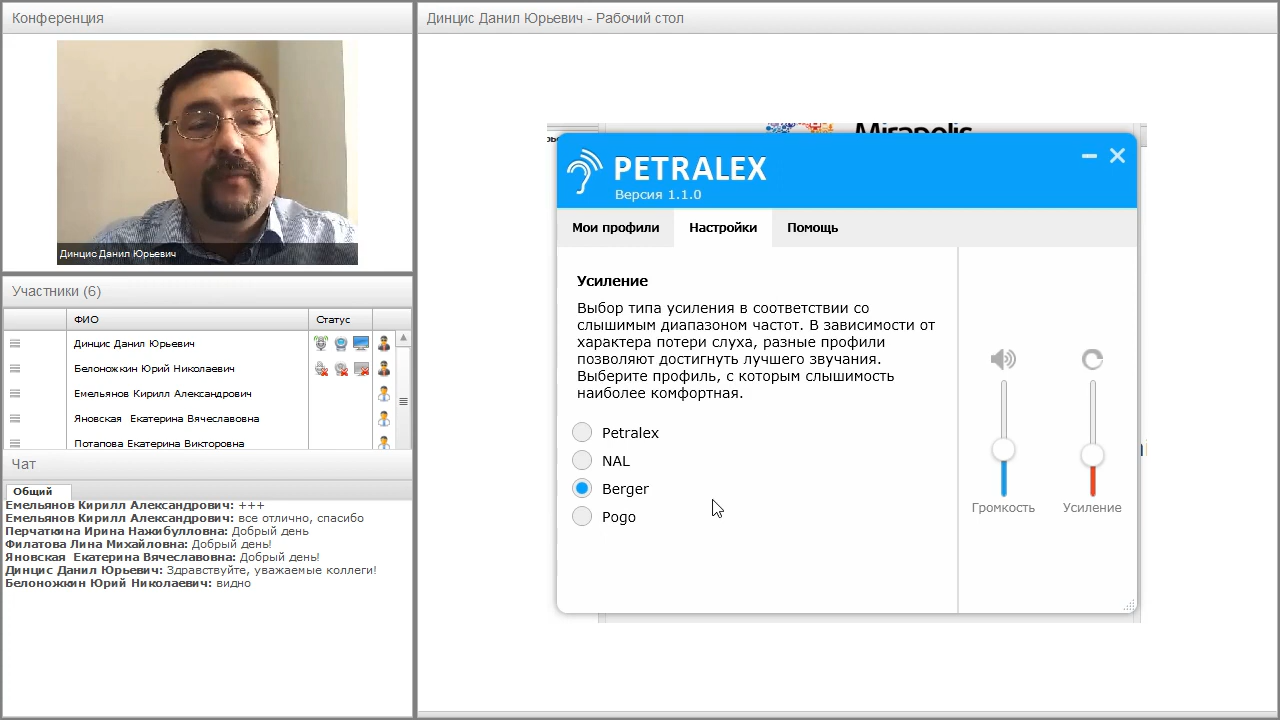 Конференция
Динцис Данил Юрьевич
Участники (6)
ФИО
Статус
Динцис Данил Юрьевич
Белоножкин Юрий Николаевич
Емельянов Кирилл Александрович
Яновская Екатерина Вячеславовна
Потапова Екатерина Викторовна
Чат
Общий
Емельянов Кирилл Александрович: +++
Емельянов Кирилл Александрович: все отлично, спасибо
Перчаткина Ирина Нажибулловна: Добрый день
Филатова Лина Михайловна: Добрый день!
Яновская Екатерина Вячеславовна: Добрый день!
Динцис Данил Юрьевич: Здравствуйте, уважаемые коллеги!
Белоножкин Юрий Николаевич: видно
Динцис Данил Юрьевич - Рабочий стол
Mirapolis
PETRALEX
Версия 1.1.0
Мои профили
Настройки
Помощь
Усиление
Выбор типа усиления в соответствии со
слышимым диапазоном частот. В зависимости от
характера потери слуха, разные профили
позволяют достигнуть лучшего звучания.
Выберите профиль, с которым слышимость
наиболее комфортная.
Petralex
NAL
Berger
Pogo
Громкость
Усиление